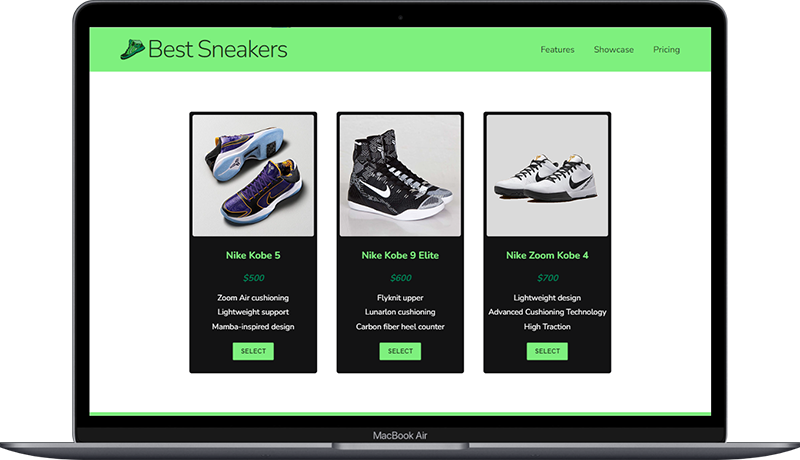 Best Sneakers
Features Showcase Pricing
Nike Kobe 5
$500
Zoom Air cushioning
Lightweight support
Mamba-inspired design
SELECT
Nike Kobe 9 Elite
$600
Flyknit upper
Lunarlon cushioning
Carbon fiber heel counter
SELECT
Nike Zoom Kobe 4
$700
Lightweight design
Advanced Cushioning Technology
High Traction
SELECT
MacBook Air